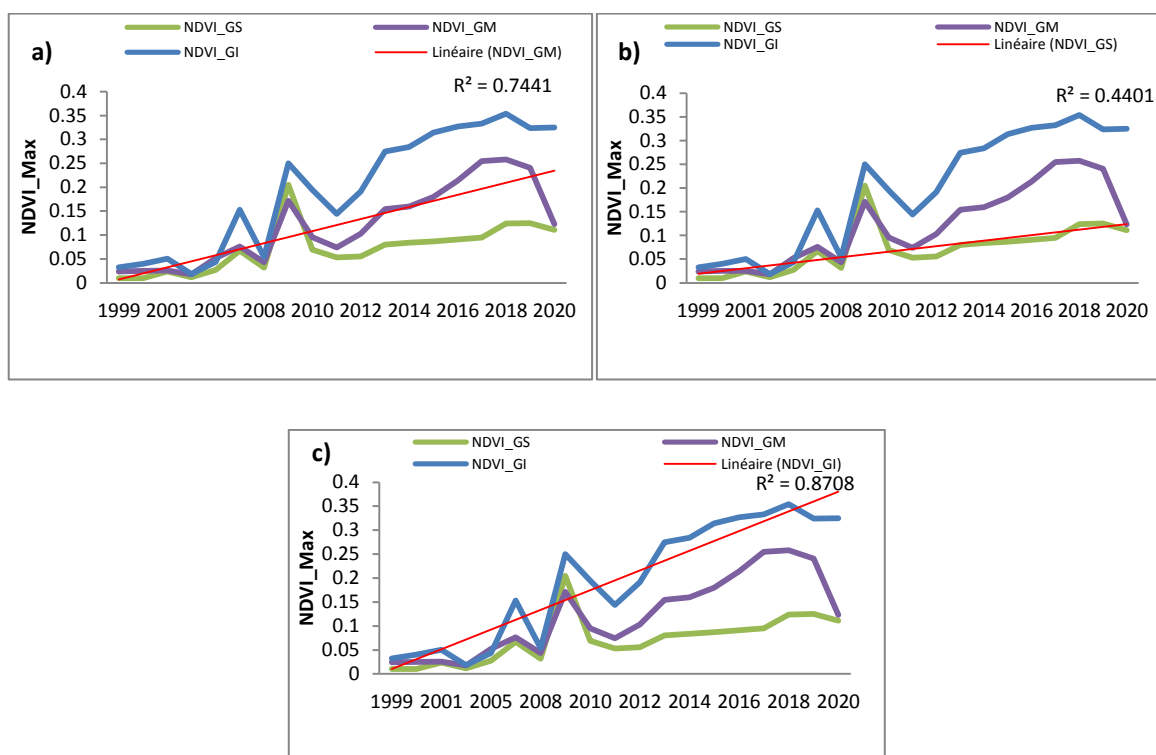 NDVI_GS NDVI_GM
NDVI_GI Linéaire (NDVI_GM)
a)
R² = 0.7441
NDVI_Max
0.4
0.35
0.3
0.25
0.2
0.15
0.1
0.05
0
1999 2001 2005 2008 2010 2012 2014 2016 2018 2020
NDVI_GS NDVI_GM
NDVI_GI Linéaire (NDVI_GS)
b)
R² = 0.4401
NDVI_Max
0.4
0.35
0.3
0.25
0.2
0.15
0.1
0.05
0
1999 2001 2005 2008 2010 2012 2014 2016 2018 2020
NDVI_GS NDVI_GM
NDVI_GI Linéaire (NDVI_GI)
c)
R² = 0.8708
NDVI_Max
0.4
0.35
0.3
0.25
0.2
0.15
0.1
0.05
0
1999 2001 2005 2008 2010 2012 2014 2016 2018 2020